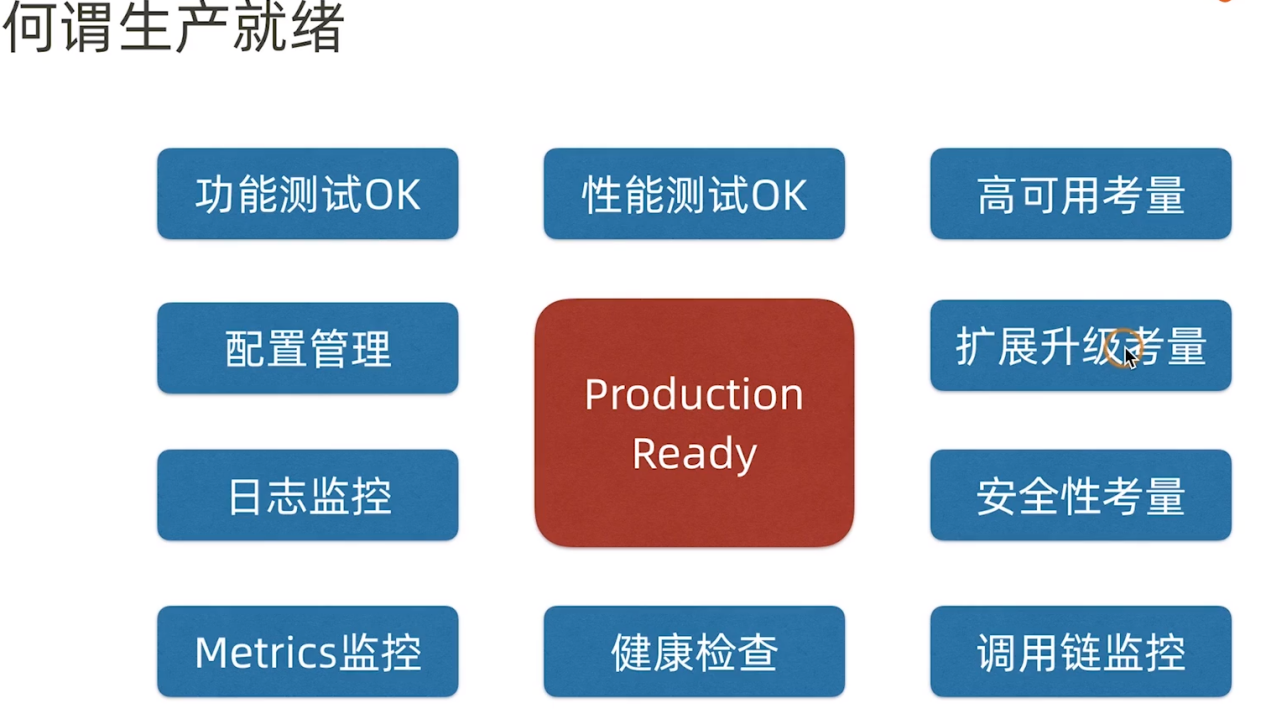 何谓生产就绪
功能测试OK
性能测试OK
高可用考量
配置管理
Production
Ready
扩展升级考量
日志监控
安全性考量
Metrics监控
健康检查
调用链监控